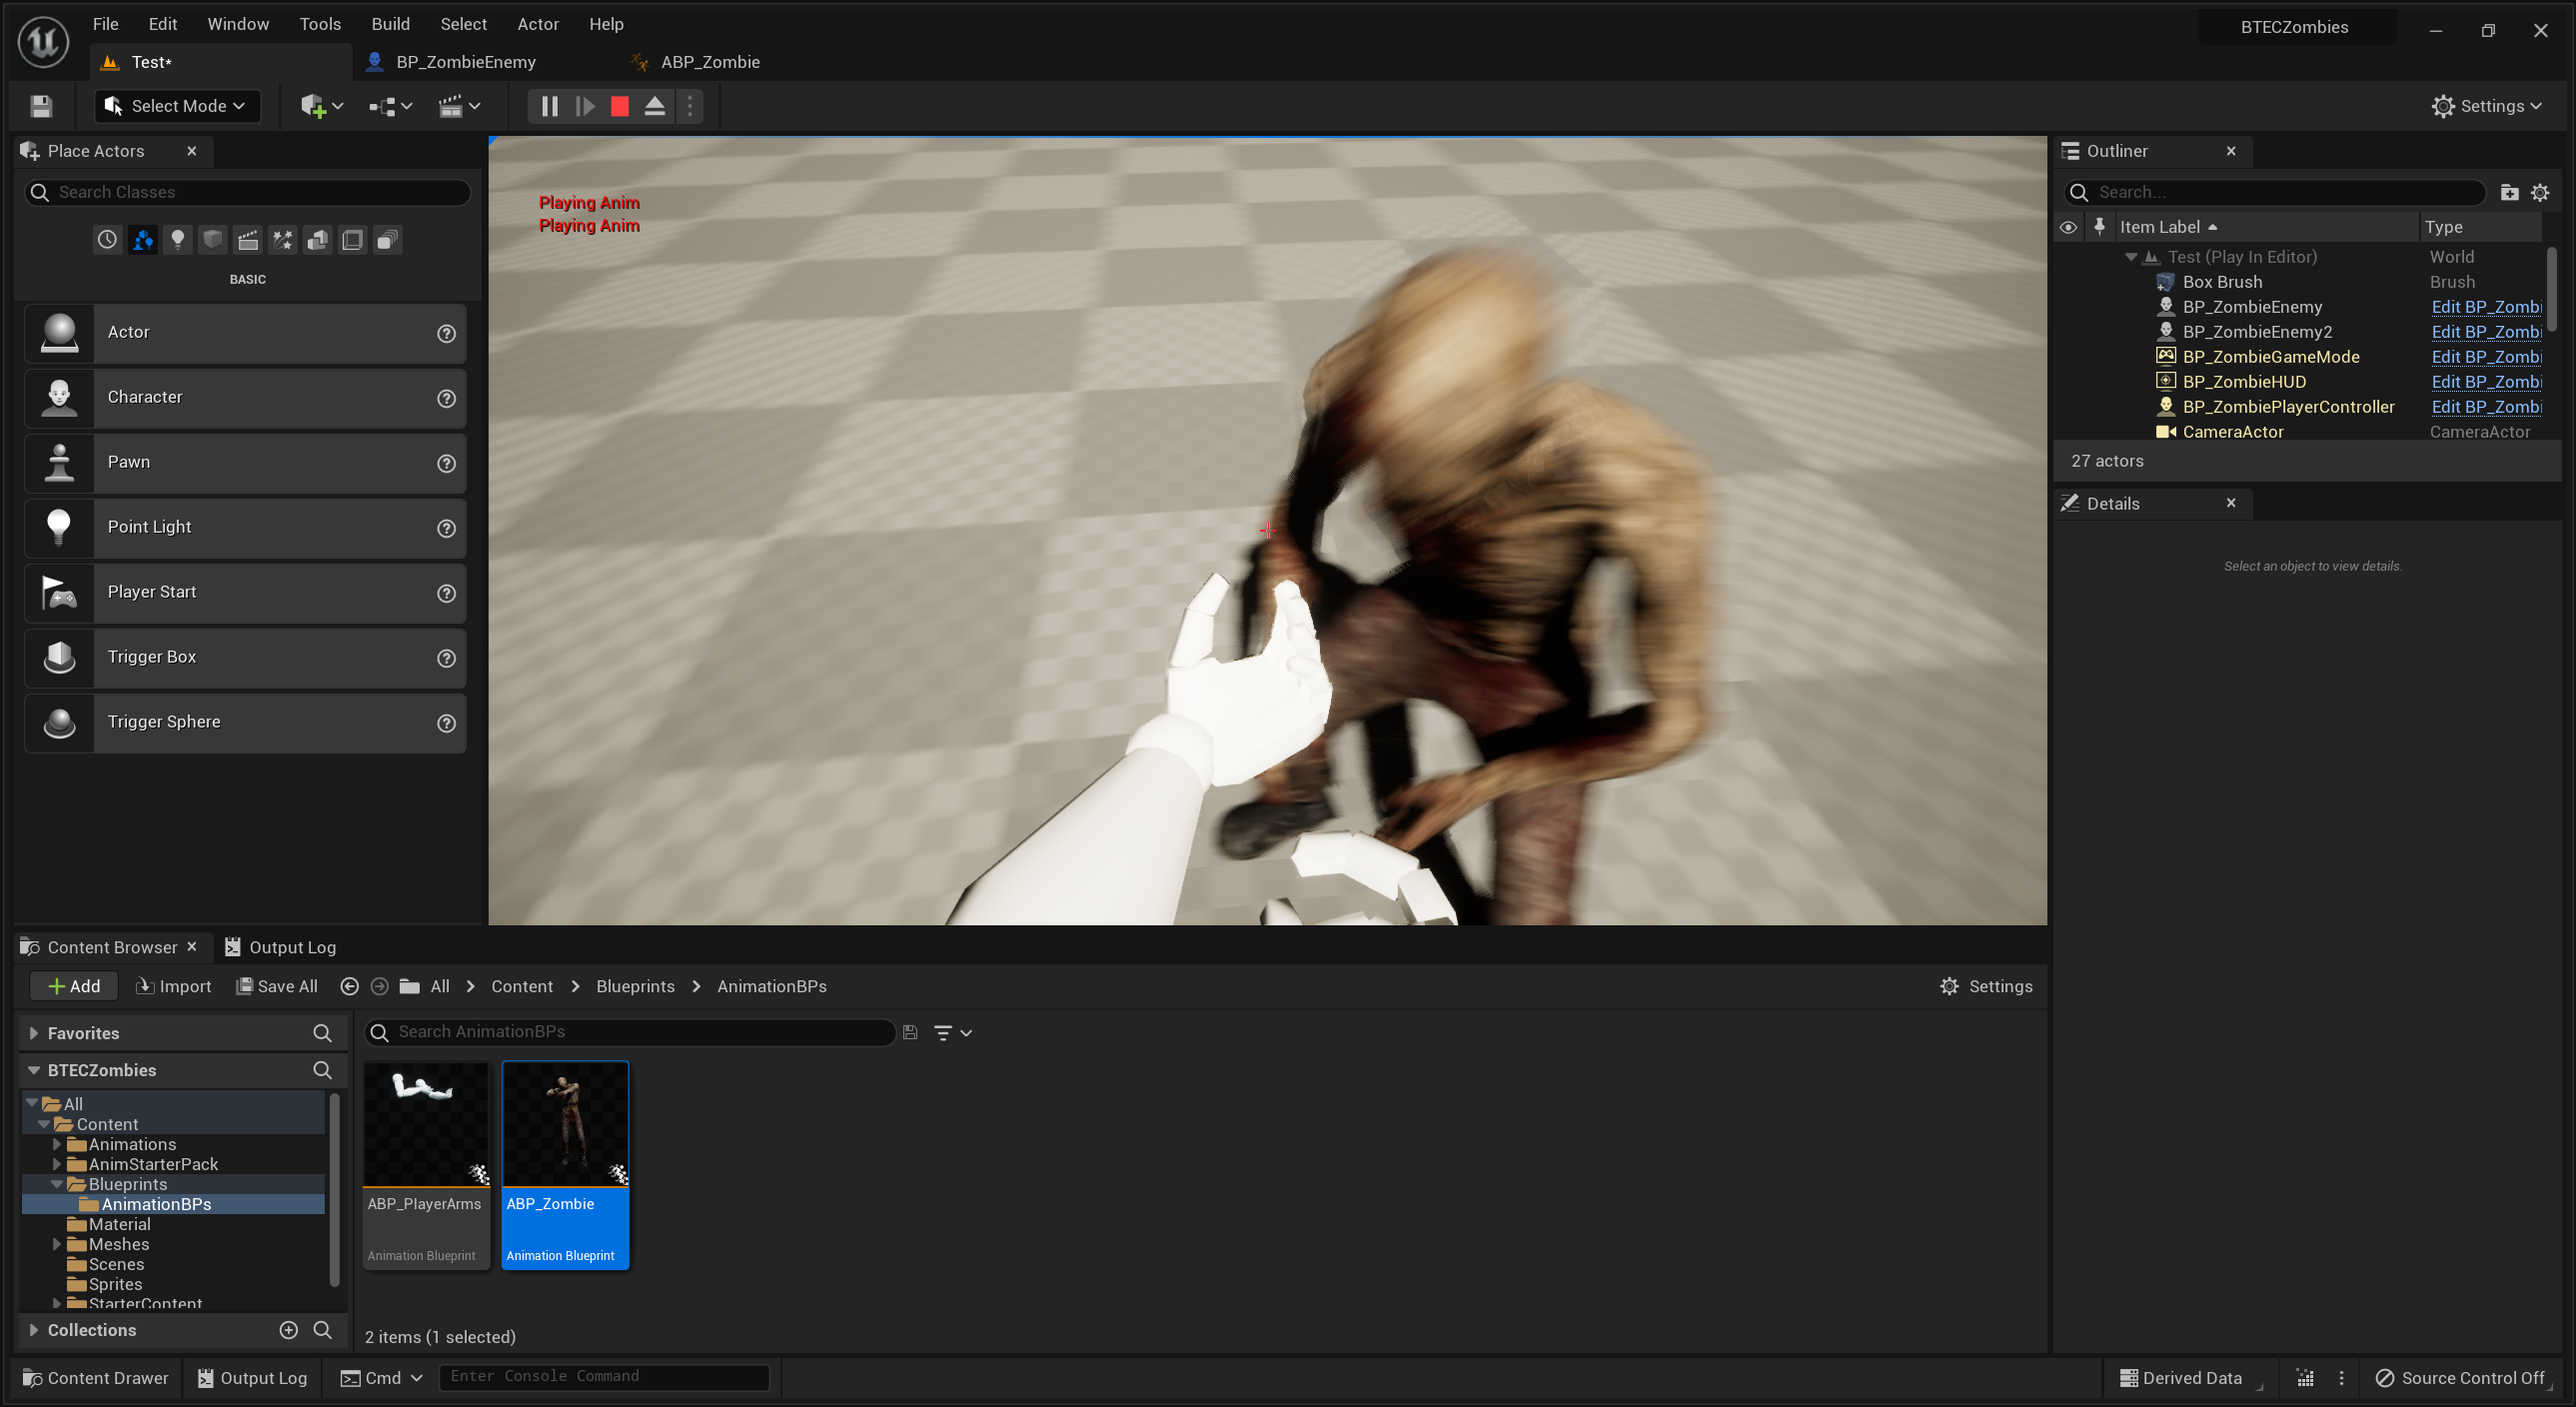 File Edit Window Tools Build Select Actor Help
BTECZombies
Test*
BP_ZombieEnemy
ABP_Zombie
Select Mode
Settings
Place Actors
Search Classes
BASIC
Actor
Character
Pawn
Point Light
Player Start
Trigger Box
Trigger Sphere
Playing Anim
Playing Anim
Outliner
Search...
Item Label Type
Test (Play In Editor) World
Box Brush Brush
BP_ZombieEnemy Edit BP_Zombi
BP_ZombieEnemy2 Edit BP_Zombi
BP_ZombieGameMode Edit BP_Zombi
BP_ZombieHUD Edit BP_Zombi
BP_ZombiePlayerController Edit BP_Zombi
CameraActor CameraActor
27 actors
Details
Select an object to view details.
Content Browser
Output Log
Add Import Save All All Content Blueprints AnimationBPs
Settings
Favorites
Search AnimationBPs
BTECZombies
All
Content
Animations
AnimStarterPack
Blueprints
AnimationBPs
Material
Meshes
Scenes
Sprites
StarterContent
Collections
ABP_PlayerArms
Animation Blueprint
ABP_Zombie
Animation Blueprint
2 items (1 selected)
Content Drawer Output Log Cmd Enter Console Command
Derived Data
Source Control Off